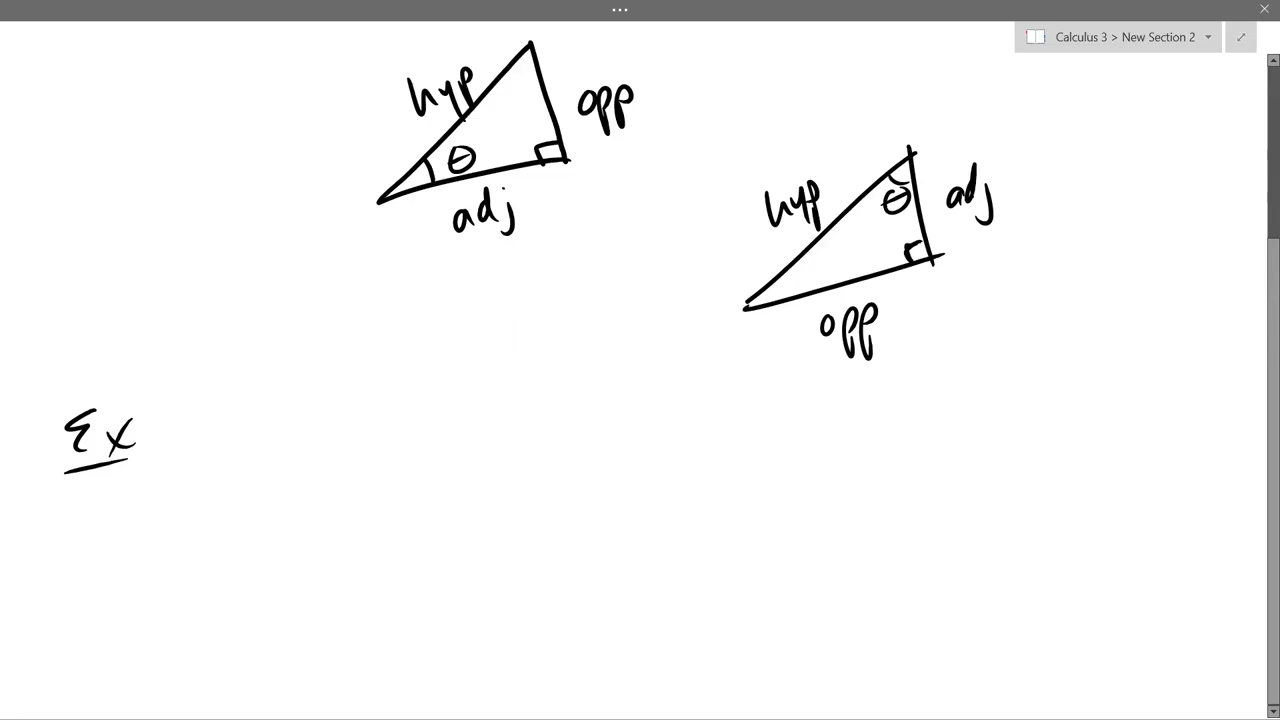 Calculus 3 > New Section 2
hyp
opp
θ
adj
hyp
θ
adj
opp
Ex